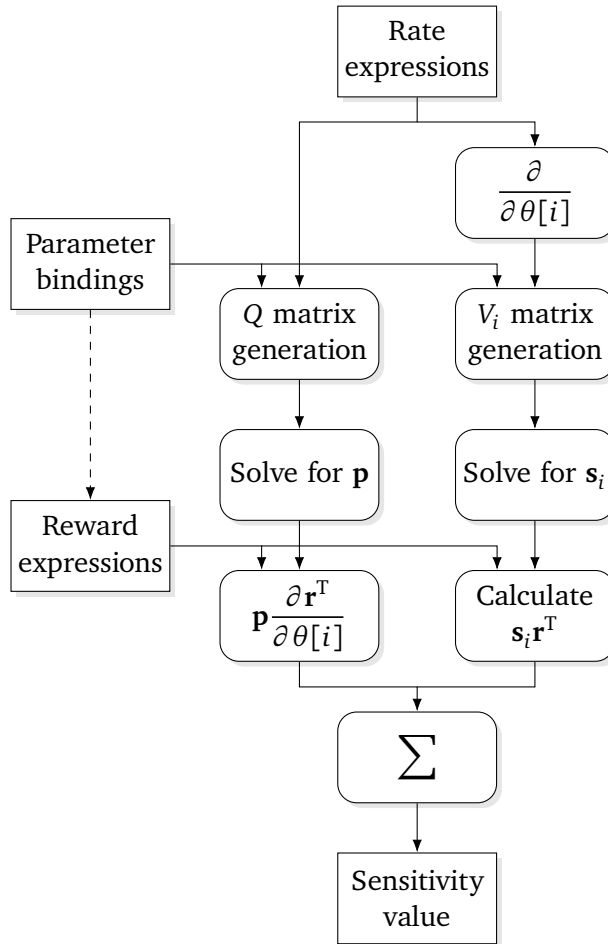 Rate
expressions
∂
∂θ[i]
Parameter
bindings
Q matrix
generation
V_i matrix
generation
Solve for p
Solve for s_i
Reward
expressions
p ∂r^T
∂θ[i]
Calculate
s_i r^T
∑
Sensitivity
value